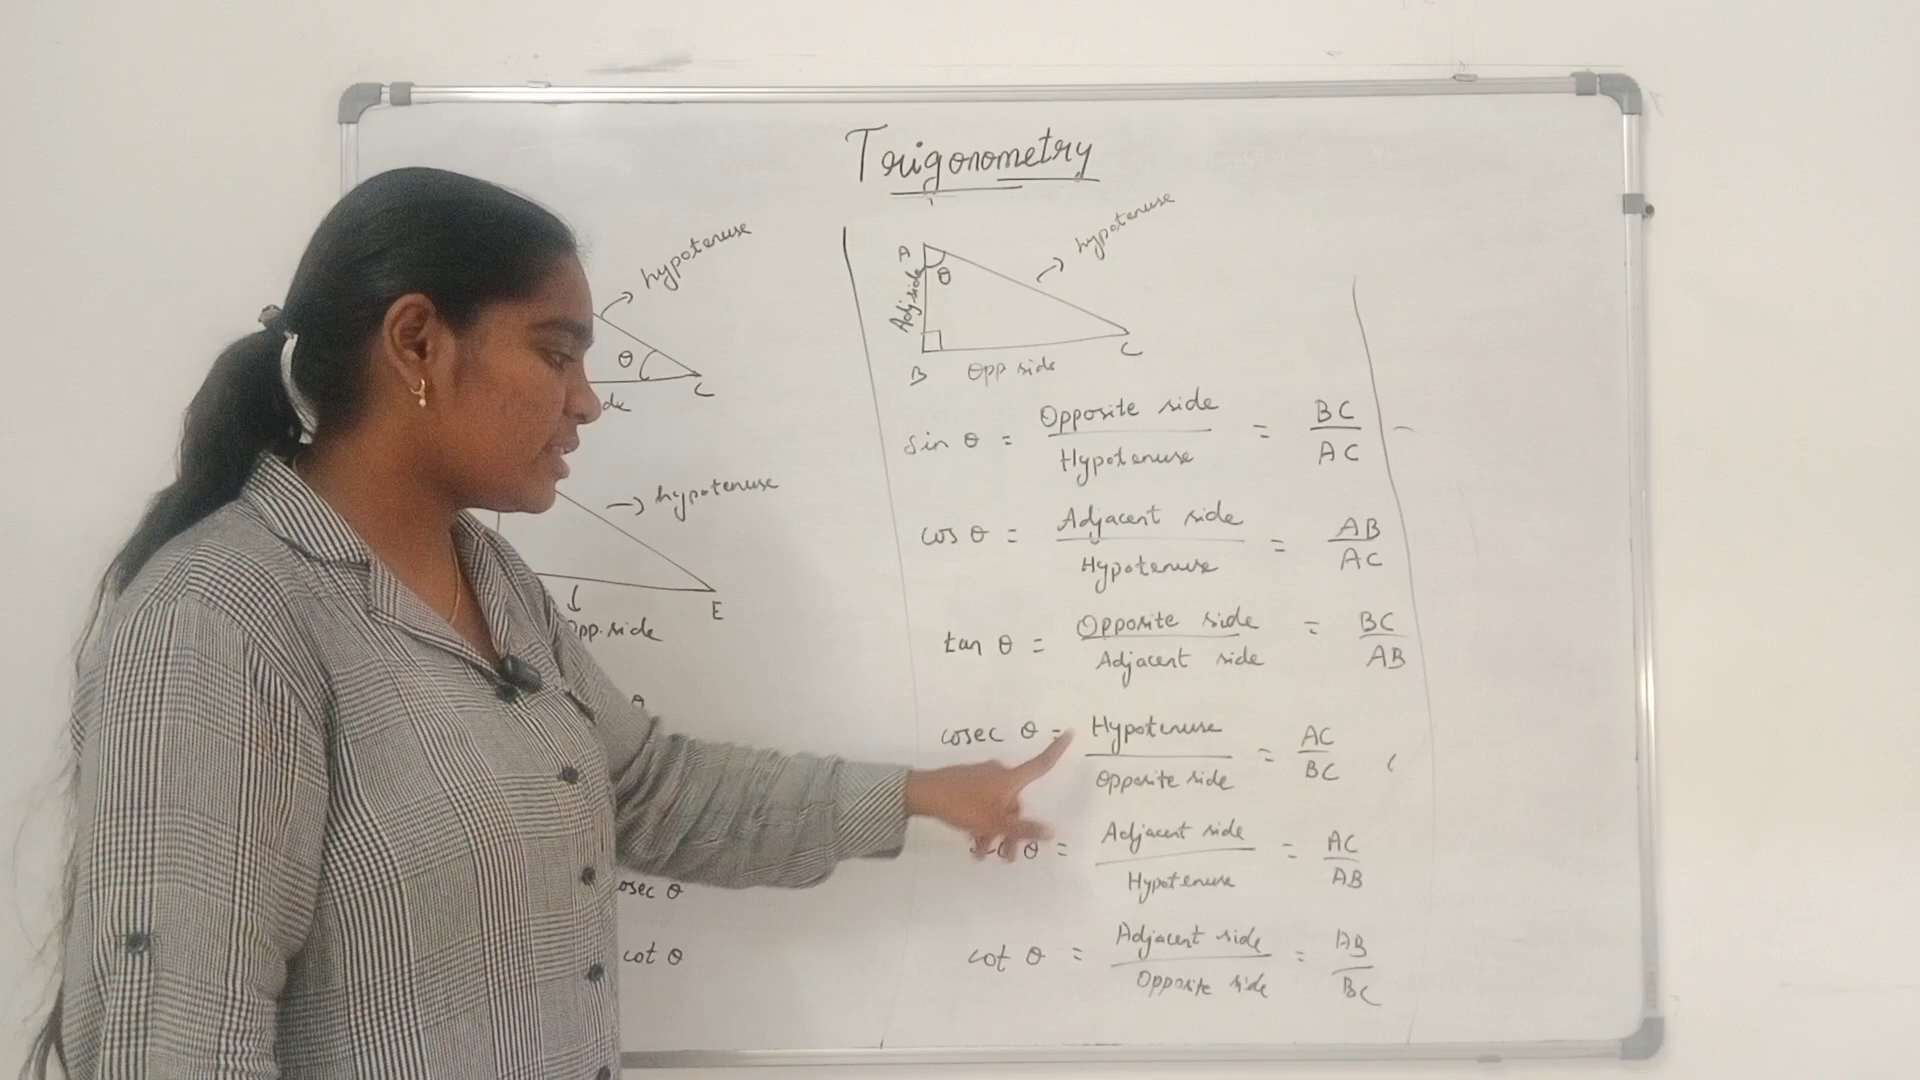 Trigonometry
hypotenuse
θ
C
hypotenuse
E
Opp. side
θ
cosec θ
cot θ
hypotenuse
A
θ
Adj side
B
C
Opp side
sin θ = Opposite side / Hypotenuse = BC / AC
cos θ = Adjacent side / Hypotenuse = AB / AC
tan θ = Opposite side / Adjacent side = BC / AB
cosec θ = Hypotenuse / Opposite side = AC / BC
θ = Adjacent side / Hypotenuse = AC / AB
cot θ = Adjacent side / Opposite side = AB / BC